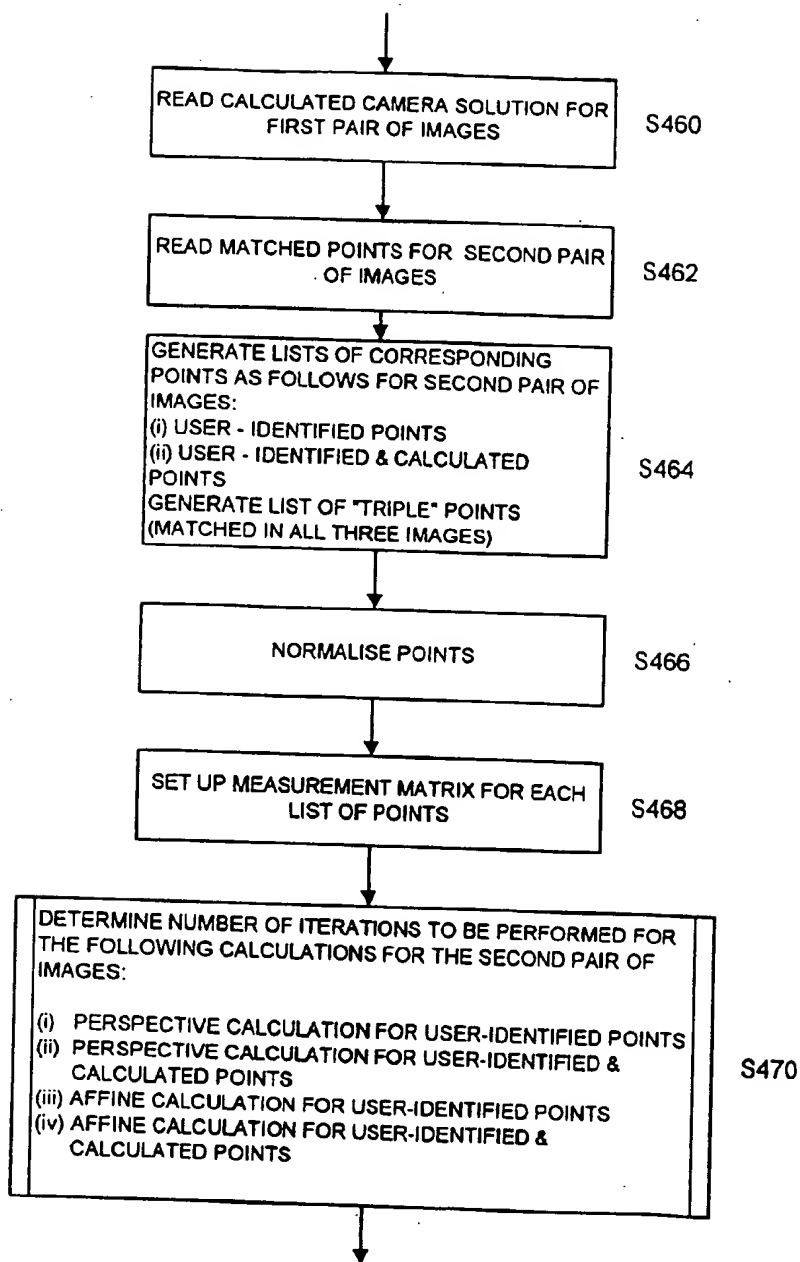 READ CALCULATED CAMERA SOLUTION FOR
FIRST PAIR OF IMAGES
S460
READ MATCHED POINTS FOR SECOND PAIR
OF IMAGES
S462
GENERATE LISTS OF CORRESPONDING
POINTS AS FOLLOWS FOR SECOND PAIR OF
IMAGES:
(i) USER - IDENTIFIED POINTS
(ii) USER - IDENTIFIED & CALCULATED
POINTS
GENERATE LIST OF "TRIPLE" POINTS
(MATCHED IN ALL THREE IMAGES)
S464
NORMALISE POINTS
S466
SET UP MEASUREMENT MATRIX FOR EACH
LIST OF POINTS
S468
DETERMINE NUMBER OF ITERATIONS TO BE PERFORMED FOR
THE FOLLOWING CALCULATIONS FOR THE SECOND PAIR OF
IMAGES:
(i) PERSPECTIVE CALCULATION FOR USER-IDENTIFIED POINTS
(ii) PERSPECTIVE CALCULATION FOR USER-IDENTIFIED &
CALCULATED POINTS
(iii) AFFINE CALCULATION FOR USER-IDENTIFIED POINTS
(iv) AFFINE CALCULATION FOR USER-IDENTIFIED &
CALCULATED POINTS
S470